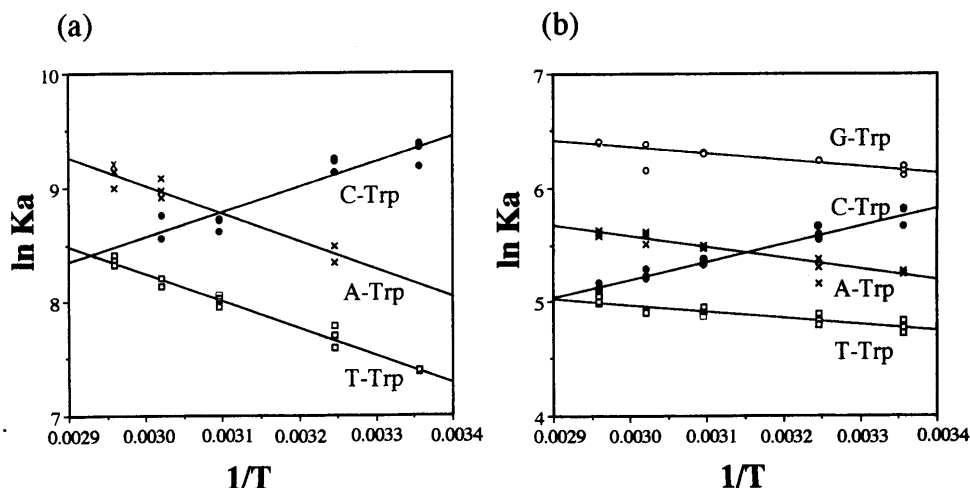 (a)
ln Ka
10
9
8
7
C-Trp
A-Trp
T-Trp
0.0029 0.0030 0.0031 0.0032 0.0033 0.0034
1/T
(b)
ln Ka
7
6
5
4
G-Trp
C-Trp
A-Trp
T-Trp
0.0029 0.0030 0.0031 0.0032 0.0033 0.0034
1/T